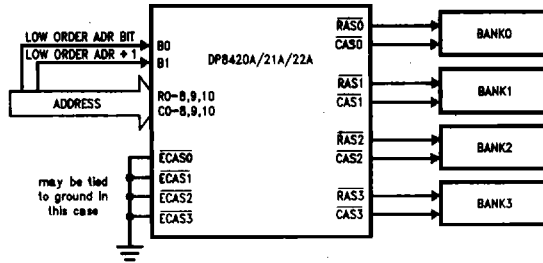 LOW ORDER ADR BIT
LOW ORDER ADR + 1
ADDRESS
B0
B1
R0-8,9,10
C0-8,9,10
DP8420A/21A/22A
ECAS0
ECAS1
ECAS2
ECAS3
may be tied
to ground in
this case
RAS0
CAS0
BANK0
RAS1
CAS1
BANK1
RAS2
CAS2
BANK2
RAS3
CAS3
BANK3